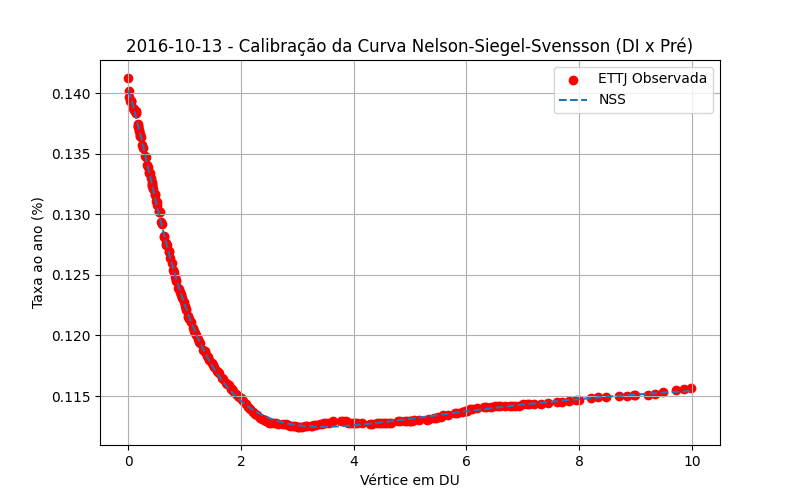 2016-10-13 - Calibração da Curva Nelson-Siegel-Svensson (DI x Pré)
ETTJ Observada
NSS
Taxa ao ano (%)
0.140
0.135
0.130
0.125
0.120
0.115
0 2 4 6 8 10
Vértice em DU